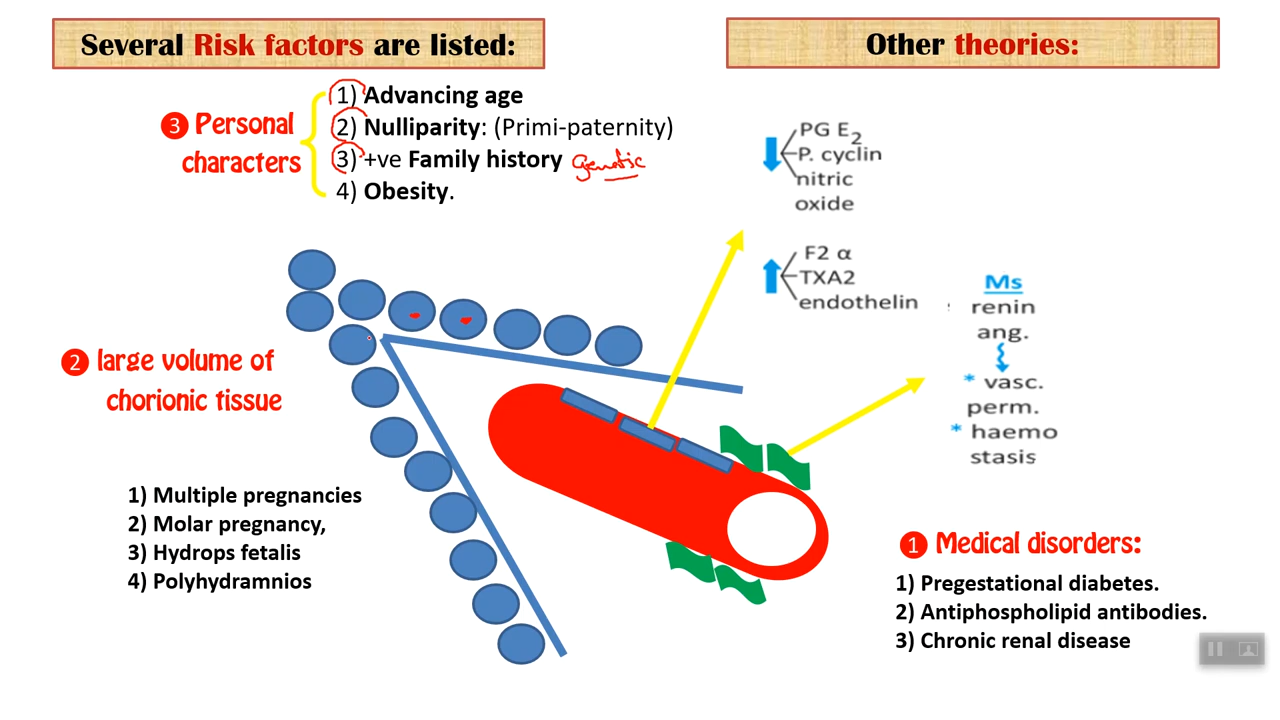 Several Risk factors are listed:
1) Advancing age
2) Nulliparity: (Primi-paternity)
3) +ve Family history genetic
4) Obesity.
3 Personal
characters
2 large volume of
chorionic tissue
1) Multiple pregnancies
2) Molar pregnancy,
3) Hydrops fetalis
4) Polyhydramnios
Other theories:
PG E2
P. cyclin
nitric
oxide
F2 α
TXA2
endothelin
Ms
renin
ang.
* vasc.
perm.
* haemo
stasis
1 Medical disorders:
1) Pregestational diabetes.
2) Antiphospholipid antibodies.
3) Chronic renal disease